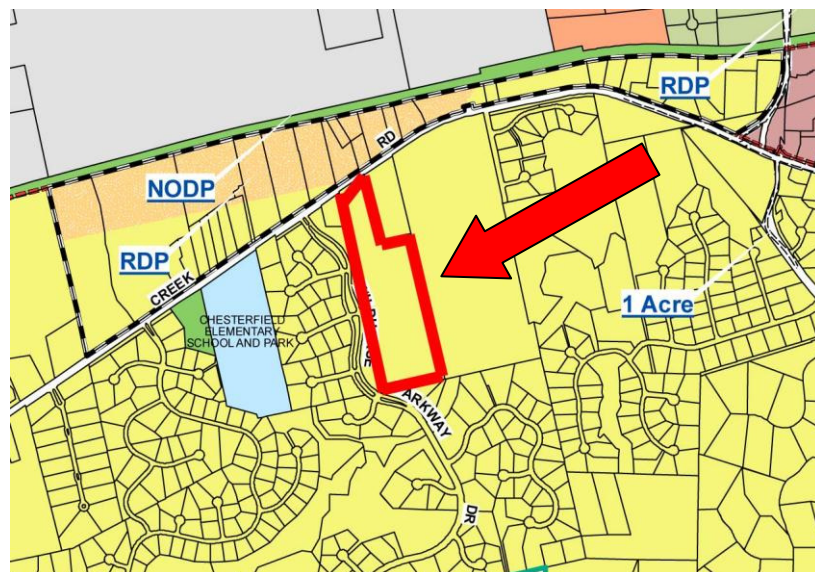 RDP
RD
NODP
RDP
CREEK
1 Acre
CHESTERFIELD
ELEMENTARY
SCHOOL AND PARK
ARKWAY
DR